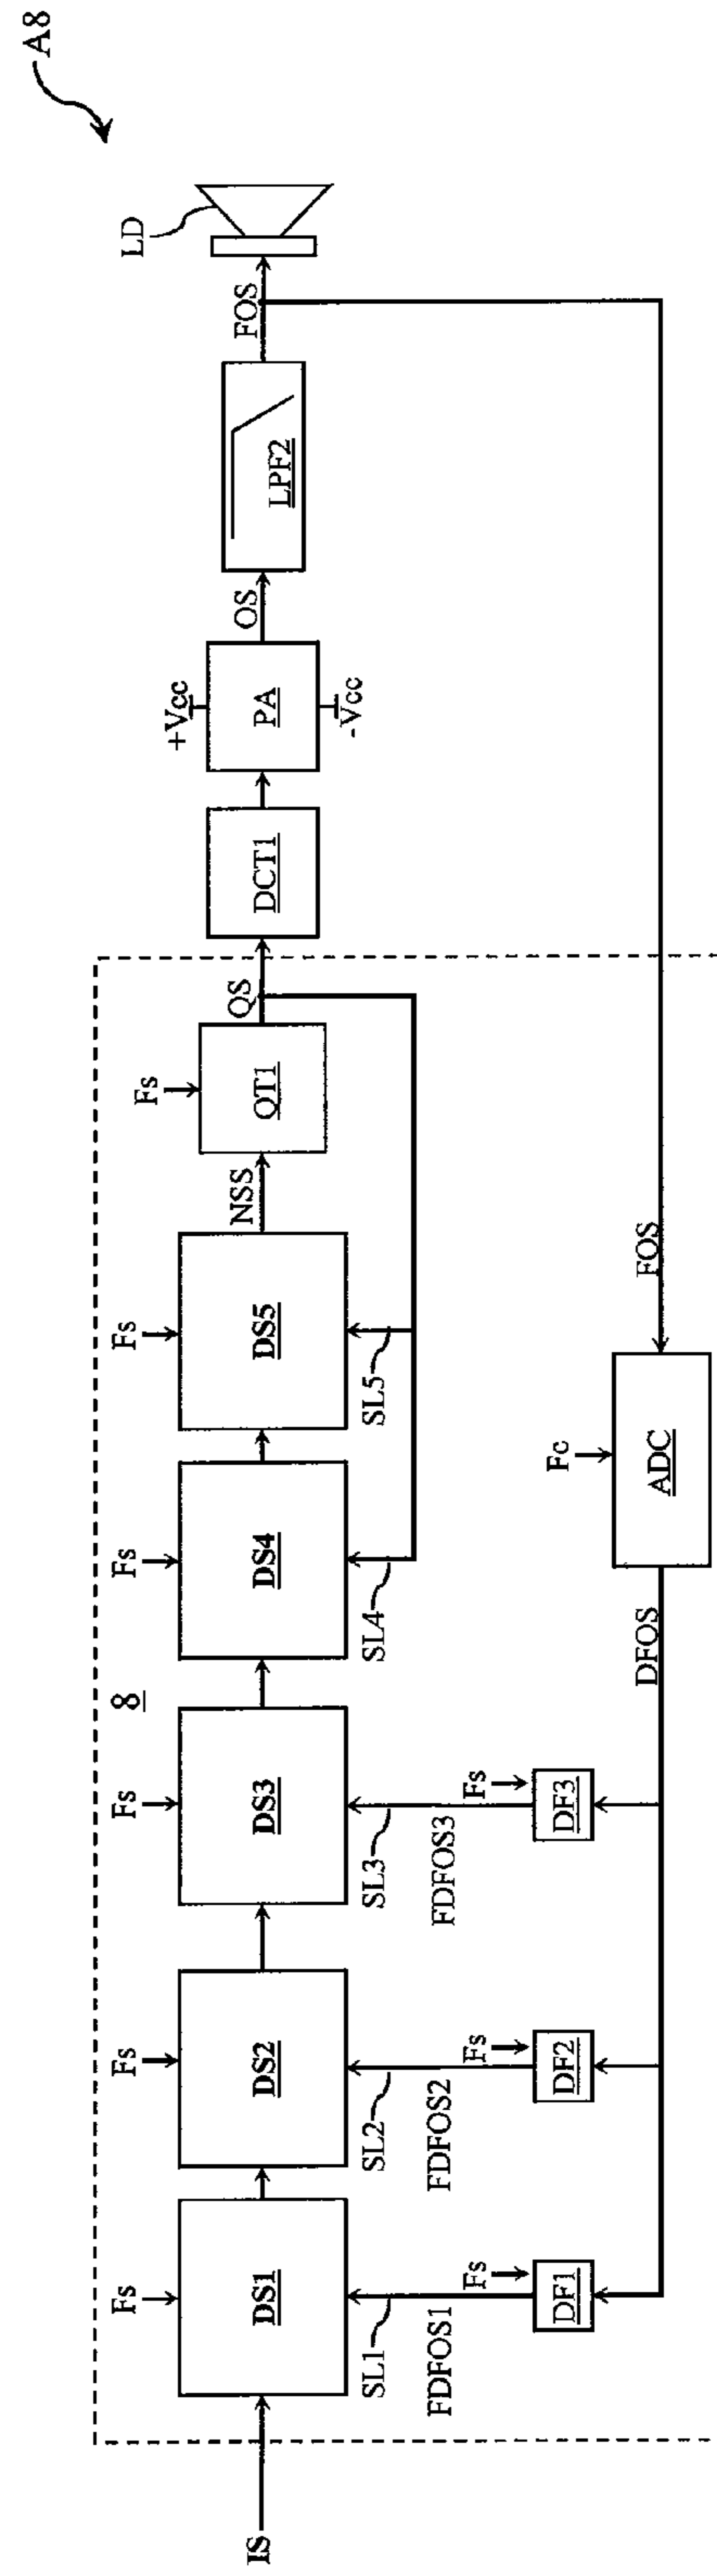 A8
LD
FOS
LPF2
OS
+Vcc
PA
-Vcc
DCT1
QS
Fs
QT1
NSS
Fs
DS5
SL5
Fs
DS4
SL4
8
Fs
DS3
SL3
FDFOS3
Fs
DF3
Fs
DS2
SL2
FDFOS2
Fs
DF2
Fs
DS1
SL1
FDFOS1
Fs
DF1
IS
FOS
Fc
ADC
DFOS